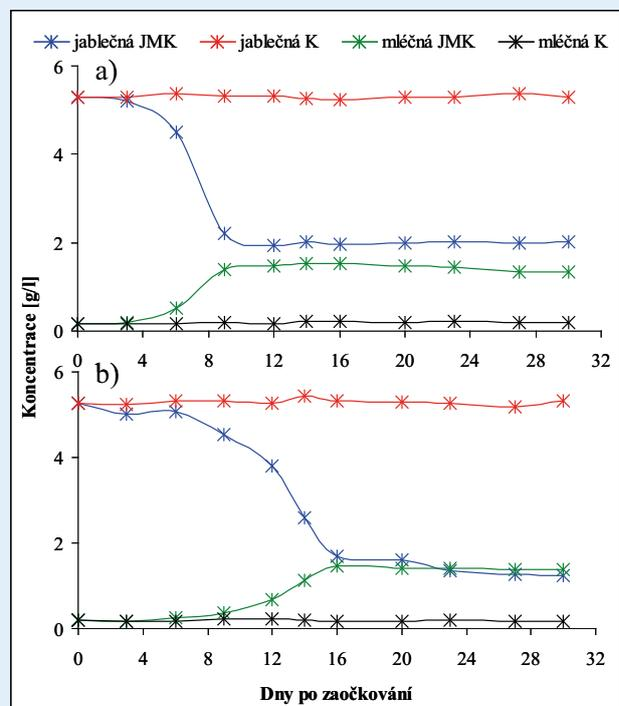 jablečná JMK jablečná K mléčná JMK mléčná K
a)
6
4
2
0
0 4 8 12 16 20 24 28 32
Koncentrace [g/l]
b)
6
4
2
0
0 4 8 12 16 20 24 28 32
Dny po zaočkování